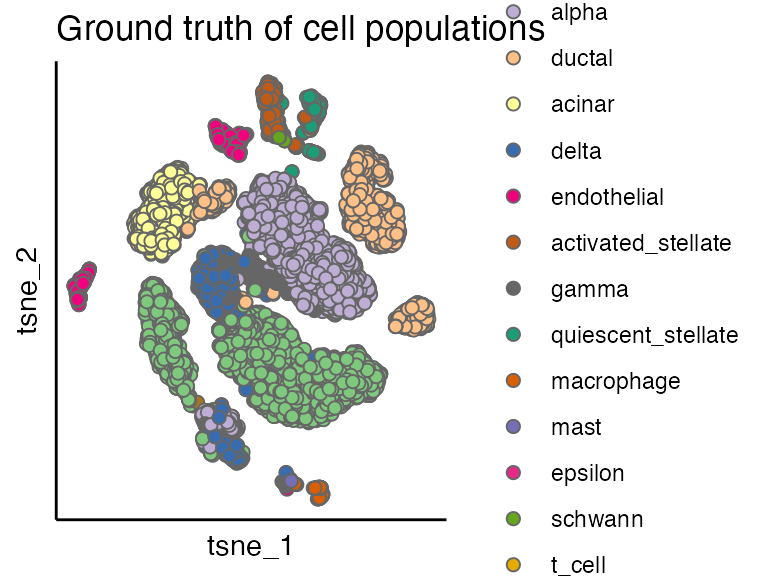 Ground truth of cell populations
alpha
ductal
acinar
delta
endothelial
activated_stellate
gamma
quiescent_stellate
macrophage
mast
epsilon
schwann
t_cell
tsne_2
tsne_1